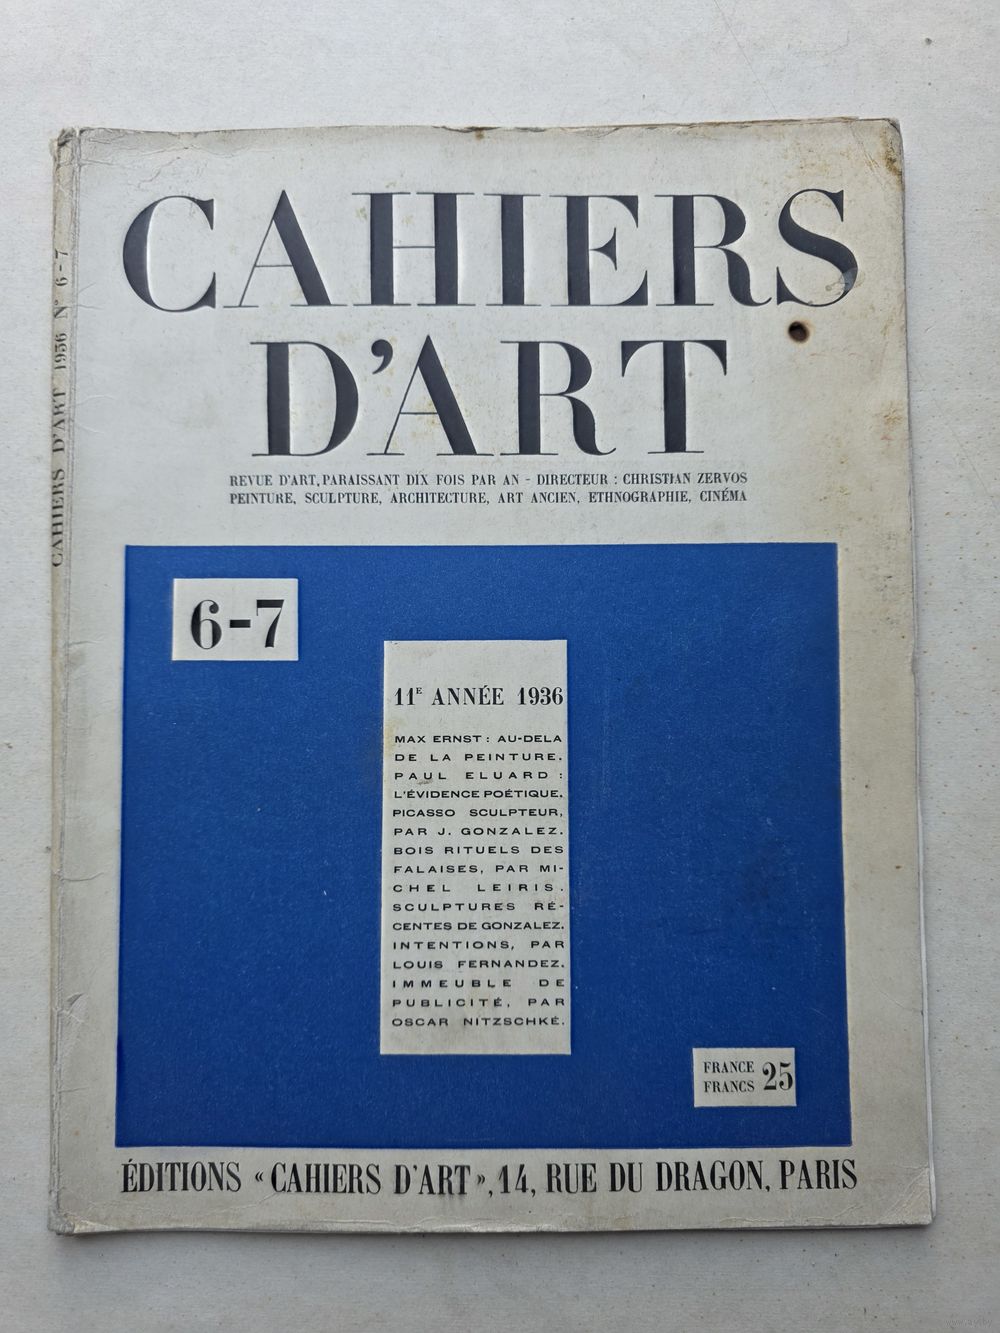 CAHIERS
D'ART
REVUE D'ART, PARAISSANT DIX FOIS PAR AN - DIRECTEUR : CHRISTIAN ZERVOS
PEINTURE, SCULPTURE, ARCHITECTURE, ART ANCIEN, ETHNOGRAPHIE, CINÉMA
CAHIERS D'ART 1936 N° 6-7
6-7
11E ANNÉE 1936
MAX ERNST : AU-DELA
DE LA PEINTURE.
PAUL ELUARD :
L'ÉVIDENCE POÉTIQUE.
PICASSO SCULPTEUR,
PAR J. GONZALEZ.
BOIS RITUELS DES
FALAISES, PAR MI-
CHEL LEIRIS.
SCULPTURES RÉ-
CENTES DE GONZALEZ.
INTENTIONS, PAR
LOUIS FERNANDEZ.
IMMEUBLE DE
PUBLICITÉ, PAR
OSCAR NITZSCHKÉ.
FRANCE
FRANCS 25
ÉDITIONS « CAHIERS D'ART », 14, RUE DU DRAGON, PARIS